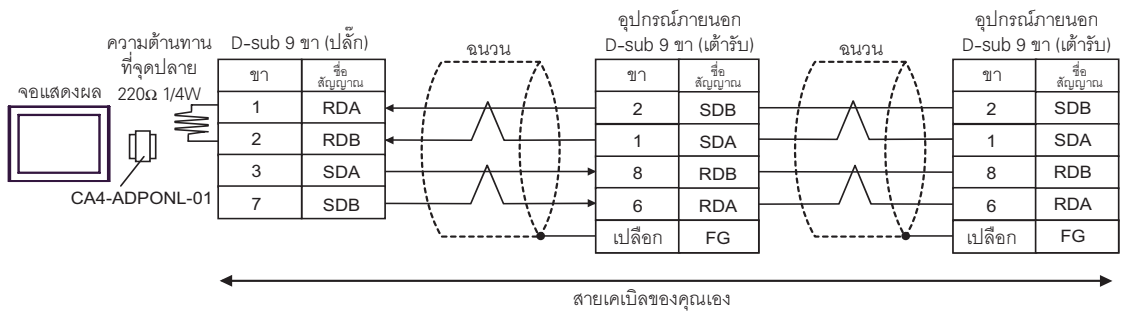 อุปกรณ์ภายนอก
อุปกรณ์ภายนอก
ความต้านทาน
ที่จุดปลาย
220Ω 1/4W
D-sub 9 ขา (ปลั๊ก)
ฉนวน
D-sub 9 ขา (เต้ารับ)
ฉนวน
D-sub 9 ขา (เต้ารับ)
จอแสดงผล
CA4-ADPONL-01
ขา ชื่อสัญญาณ
1 RDA
2 RDB
3 SDA
7 SDB
ขา ชื่อสัญญาณ
2 SDB
1 SDA
8 RDB
6 RDA
เปลือก FG
ขา ชื่อสัญญาณ
2 SDB
1 SDA
8 RDB
6 RDA
เปลือก FG
สายเคเบิลของคุณเอง